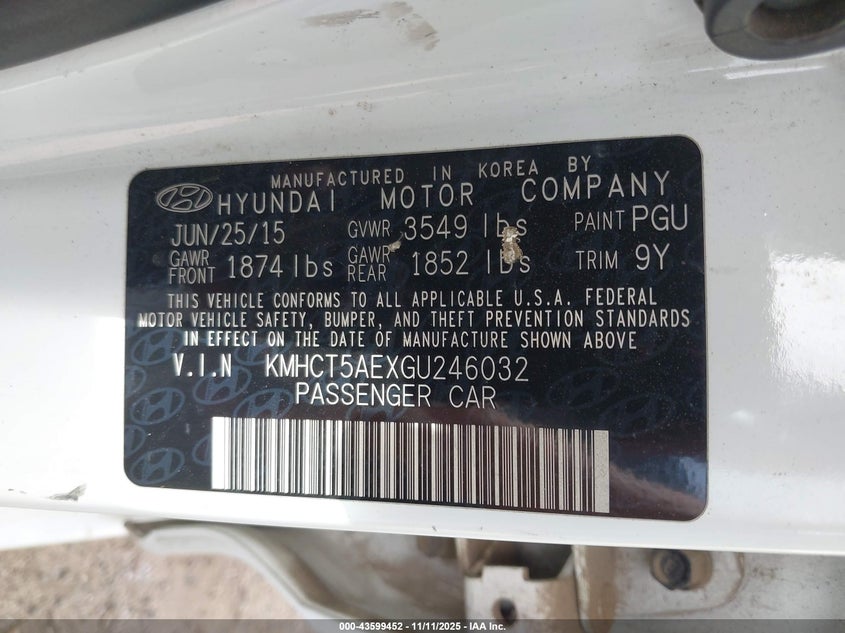 MANUFACTURED IN KOREA BY
HYUNDAI MOTOR COMPANY
JUN/25/15 GVWR 3549 lbs PAINT PGU
GAWR FRONT 1874 lbs GAWR REAR 1852 lbs TRIM 9Y
THIS VEHICLE CONFORMS TO ALL APPLICABLE U.S.A. FEDERAL
MOTOR VEHICLE SAFETY, BUMPER, AND THEFT PREVENTION STANDARDS
IN EFFECT ON THE DATE OF MANUFACTURE SHOWN ABOVE
V.I.N KMHCT5AEXGU246032
PASSENGER CAR
000-43599452 - 11/11/2025 - IAA Inc.